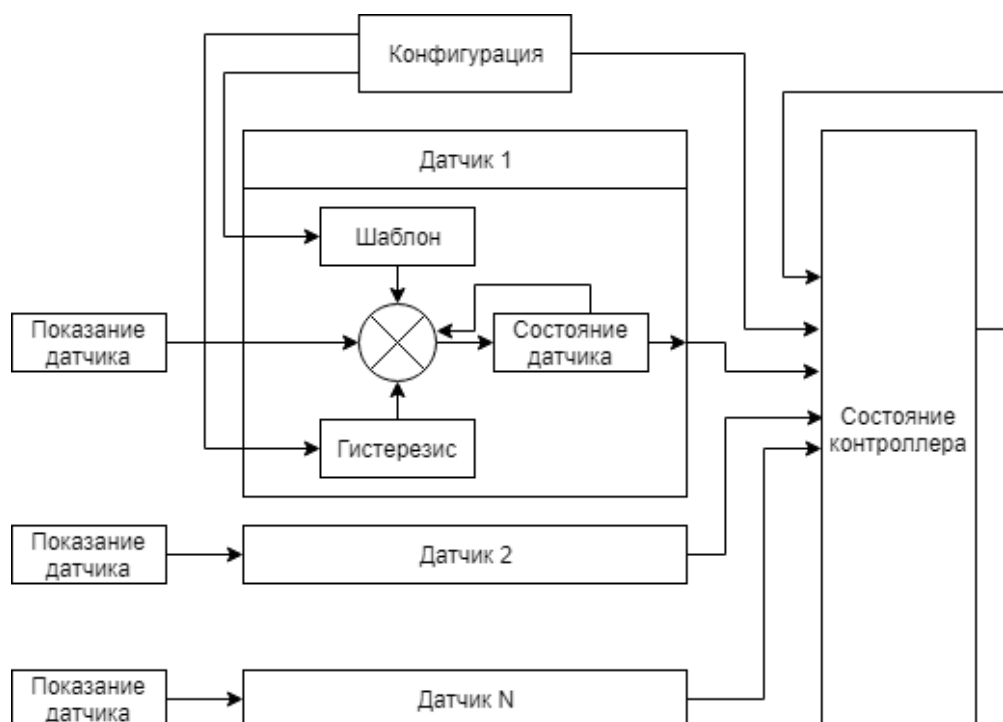 Конфигурация
Датчик 1
Шаблон
Показание
датчика
Состояние
датчика
Гистерезис
Состояние
контроллера
Показание
датчика
Датчик 2
Показание
датчика
Датчик N